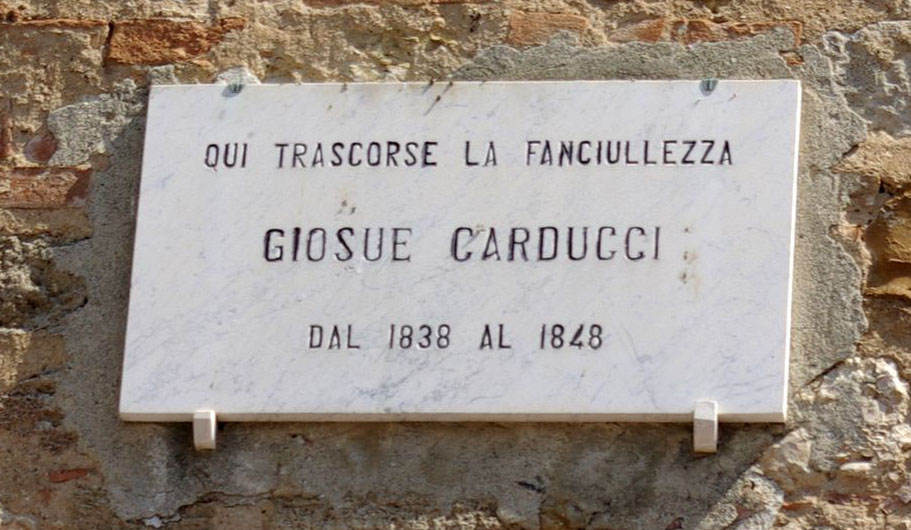 QUI TRASCORSE LA FANCIULLEZZA
GIOSUE CARDUCCI
DAL 1838 AL 1848